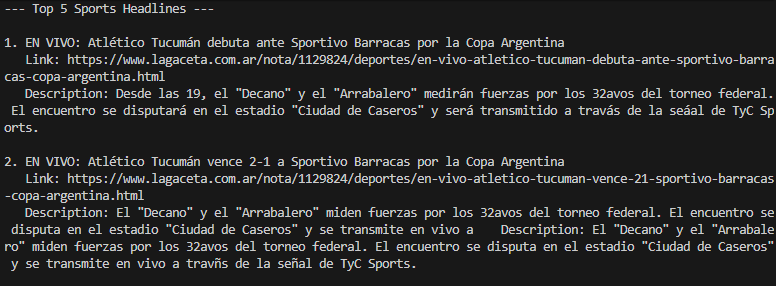 --- Top 5 Sports Headlines ---
1. EN VIVO: Atlético Tucumán debuta ante Sportivo Barracas por la Copa Argentina
Link: https://www.lagaceta.com.ar/nota/1129824/deportes/en-vivo-atletico-tucuman-debuta-ante-sportivo-barra
cas-copa-argentina.html
Description: Desde las 19, el "Decano" y el "Arrabalero" medirán fuerzas por los 32avos del torneo federal.
El encuentro se disputará en el estadio "Ciudad de Caseros" y será transmitido a través de la seáal de TyC Sp
orts.
2. EN VIVO: Atlético Tucumán vence 2-1 a Sportivo Barracas por la Copa Argentina
Link: https://www.lagaceta.com.ar/nota/1129824/deportes/en-vivo-atletico-tucuman-vence-21-sportivo-barracas
-copa-argentina.html
Description: El "Decano" y el "Arrabalero" miden fuerzas por los 32avos del torneo federal. El encuentro se
disputa en el estadio "Ciudad de Caseros" y se transmite en vivo a    Description: El "Decano" y el "Arrabale
ro" miden fuerzas por los 32avos del torneo federal. El encuentro se disputa en el estadio "Ciudad de Caseros"
y se transmite en vivo a travñs de la señal de TyC Sports.